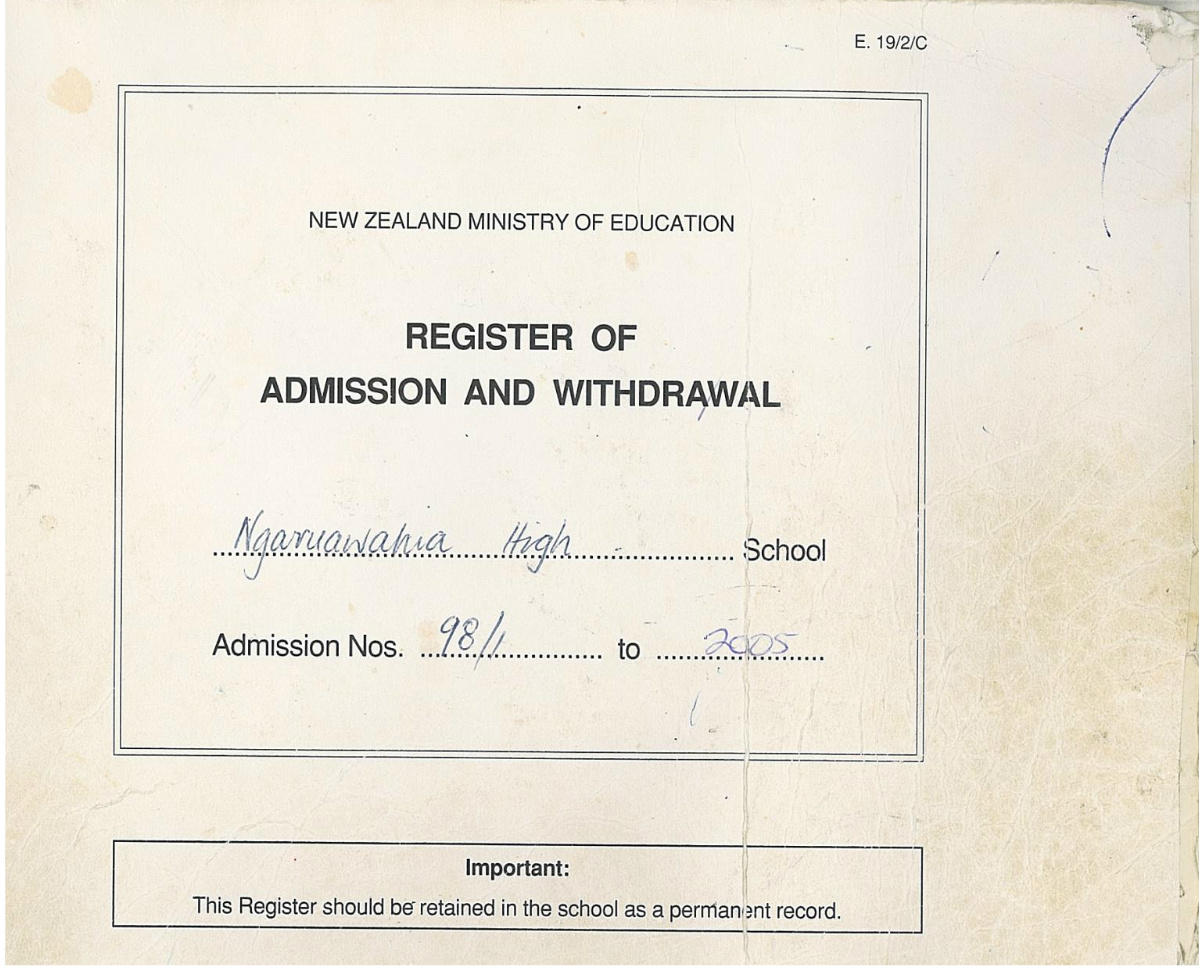 E. 19/2/C
NEW ZEALAND MINISTRY OF EDUCATION
REGISTER OF
ADMISSION AND WITHDRAWAL
Ngaruawahia High School
Admission Nos. 98/1 to 2005
Important:
This Register should be retained in the school as a permanent record.